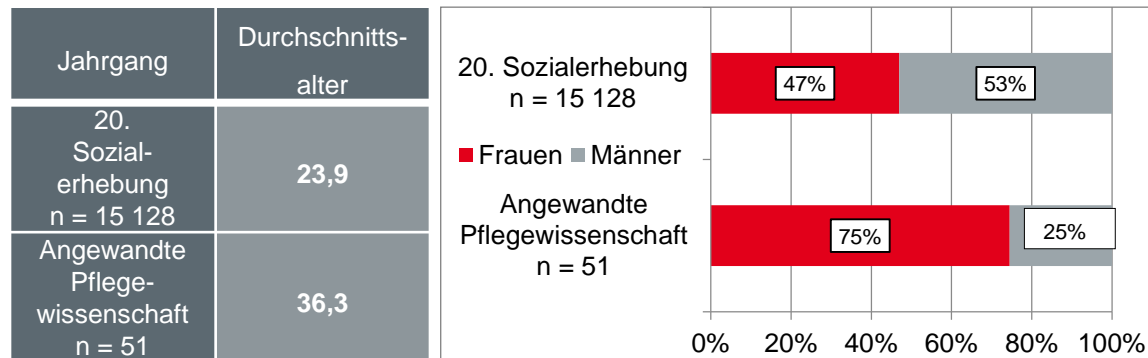 Jahrgang
Durchschnitts-
alter
20.
Sozial-
erhebung
n = 15 128
23,9
Angewandte
Pflege-
wissenschaft
n = 51
36,3
20. Sozialerhebung
n = 15 128
47%
53%
Frauen Männer
Angewandte
Pflegewissenschaft
n = 51
75%
25%
0% 20% 40% 60% 80% 100%